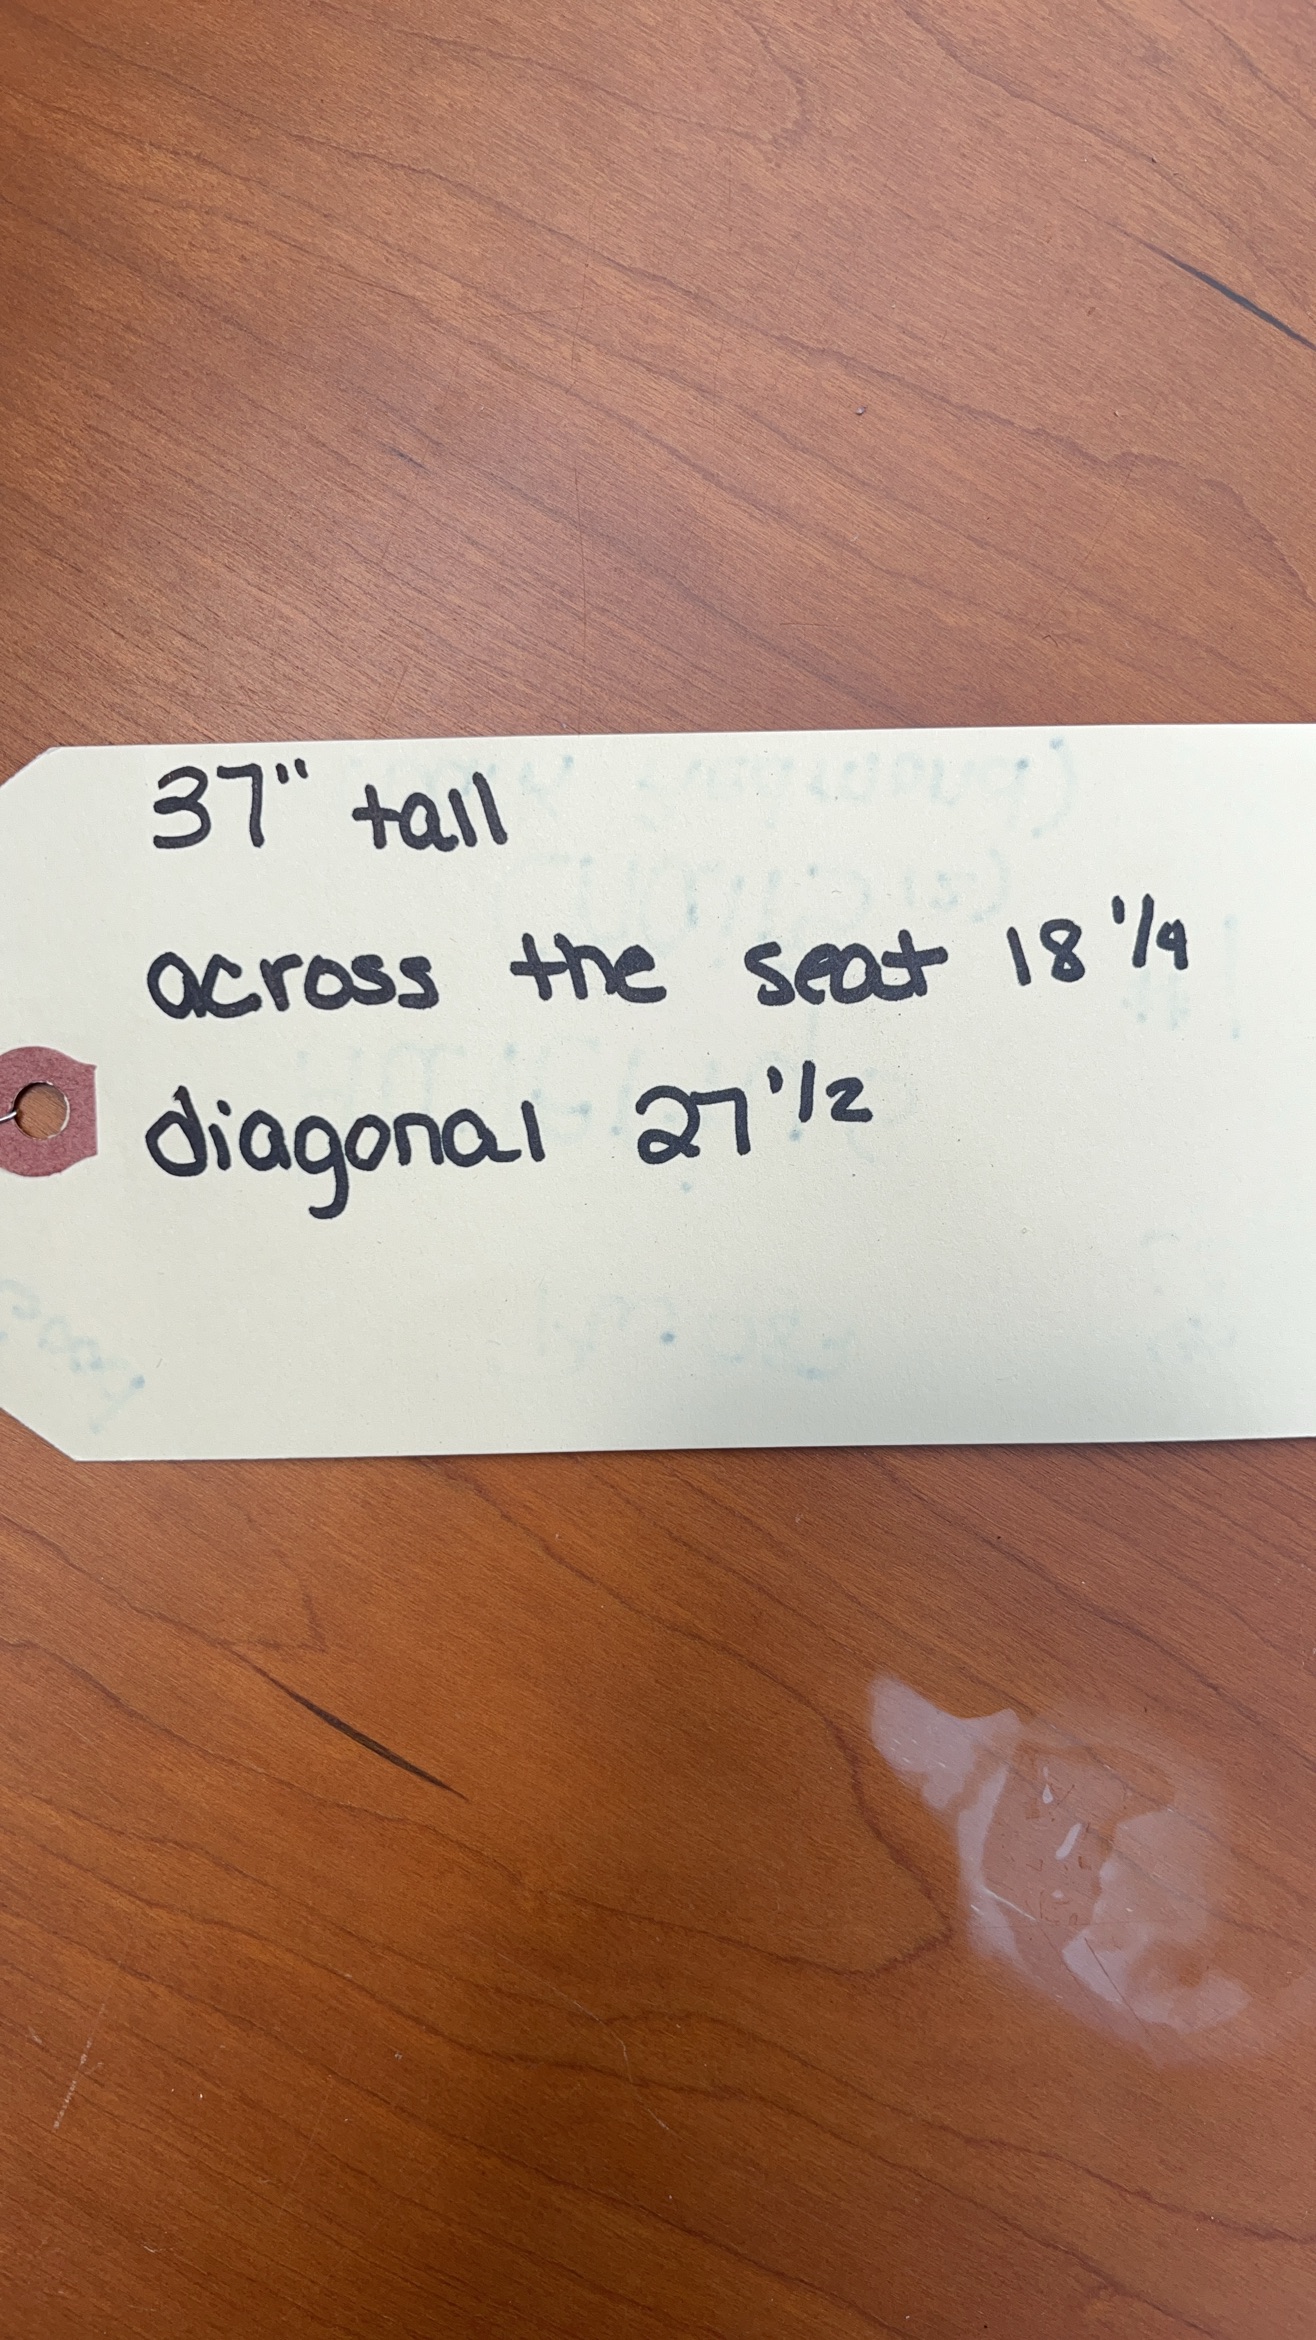 37" tall
across the seat 18 1/4
diagonal 27 1/2